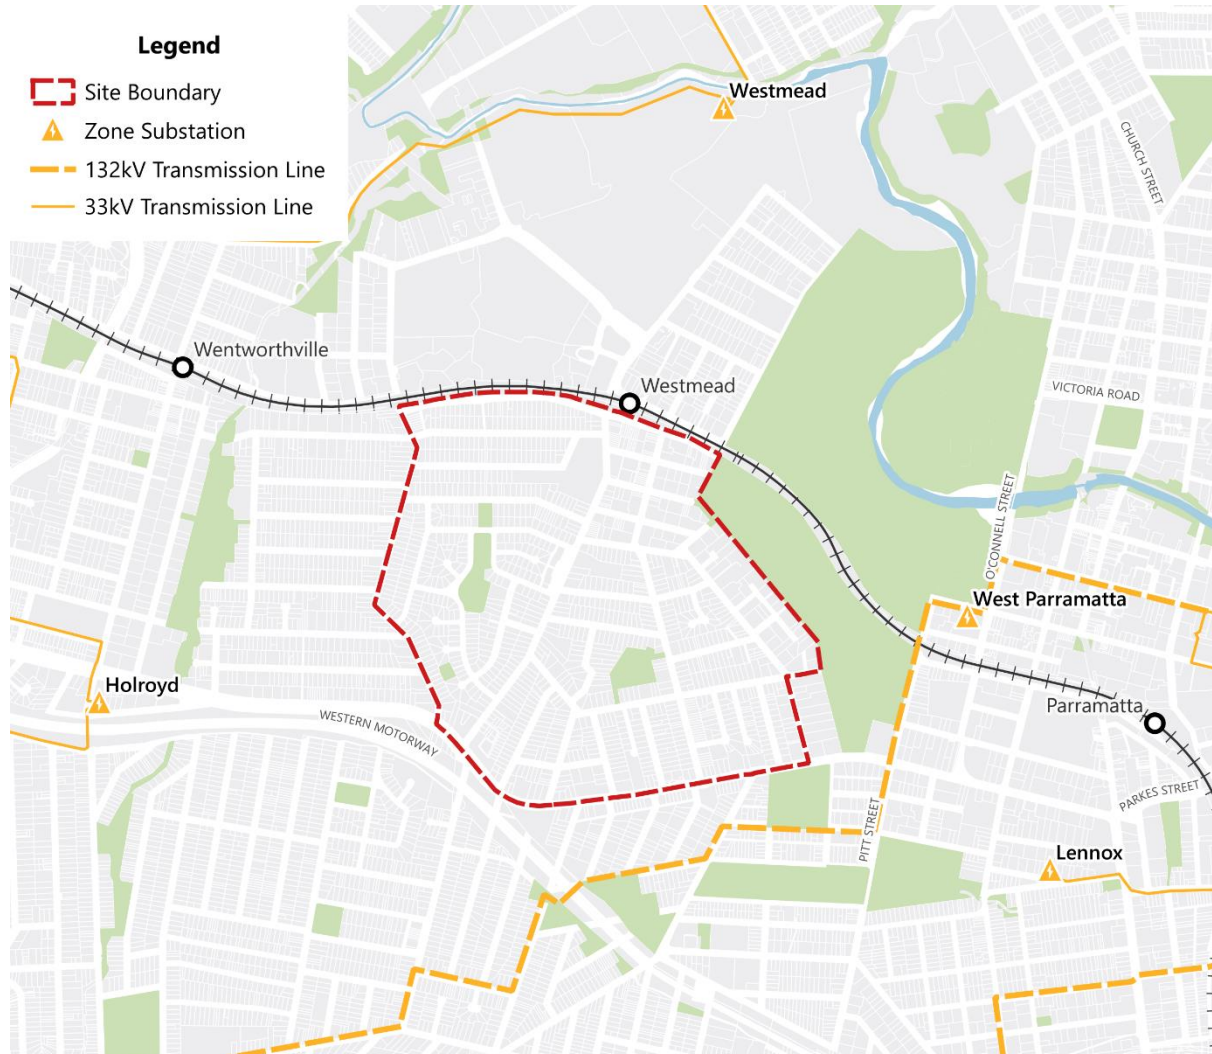 Legend
Site Boundary
Zone Substation
132kV Transmission Line
33kV Transmission Line
Westmead
CHURCH STREET
Wentworthville
Westmead
VICTORIA ROAD
O'CONNELL STREET
West Parramatta
Holroyd
WESTERN MOTORWAY
Parramatta
PARKES STREET
PITT STREET
Lennox